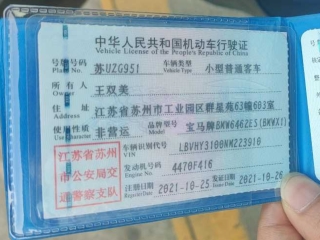 中华人民共和国机动车行驶证
Vehicle License of the People's Republic of China
号牌号码 苏UZG951 车辆类型 小型普通客车
Plate No. Vehicle Type
所有人 王双美
Owner
住址 江苏省苏州市工业园区群星苑63幢603室
Address
使用性质 非营运 品牌型号 宝马牌BMW6462ES(BMWX1)
Use Character Model
江苏省苏州市公安局交通警察支队
车辆识别代号 LBVHY3100NM223910
VIN
发动机号码 4470F416
Engine No.
注册日期 2021-10-25 发证日期 2021-10-26
Register Date Issue Date